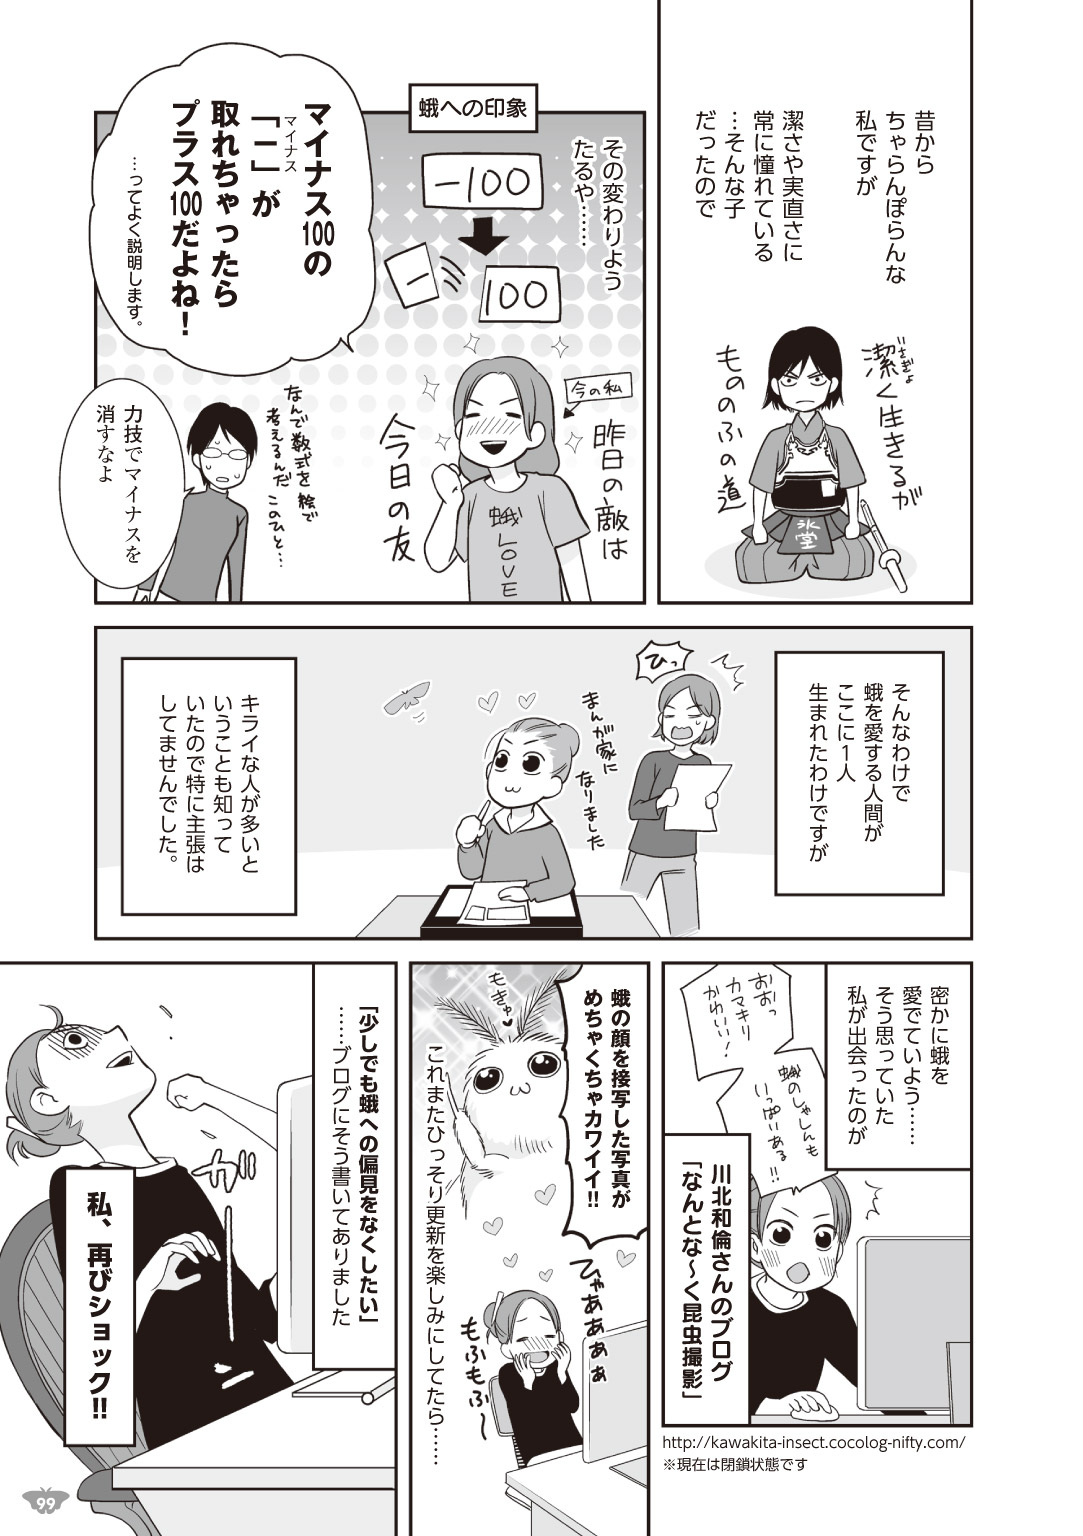 昔から
ちゃらんぽらんな
私ですが
潔さや実直さに
常に憧れている
…そんな子
だったので
いさぎよ
潔く生きるが
もののふの道
氷堂
蛾への印象
その変わりよう
たるや……
－100
－
100
マイナス100の
「－」が
マイナス
取れちゃったら
プラス100だよね！
…ってよく説明します。
今の私
昨日の敵は
今日の友
蛾LOVE
なんで数式を絵で
考えるんだ
このひと…
力技でマイナスを
消すなよ
そんなわけで
蛾を愛する人間が
ここに1人
生まれたわけですが
ひっ
まんが家に
なりました
キライな人が多いと
いうことも知って
いたので特に主張は
してませんでした。
密かに蛾を
愛でていよう……
そう思っていた
私が出会ったのが
おおっ
カマキリ
かわいい！
蛾のしゃしんも
いっぱいある!!
川北和倫さんのブログ
「なんとな～く昆虫撮影」
http://kawakita-insect.cocolog-nifty.com/
※現在は閉鎖状態です
蛾の顔を接写した写真が
めちゃくちゃカワイイ!!
もきゅ♥
ひゃあああぁぁ
もふもふ～
これまたひっそり更新を楽しみにしてたら……
「少しでも蛾への偏見をなくしたい」
……ブログにそう書いてありました
ガーン
私、再びショック!!
99